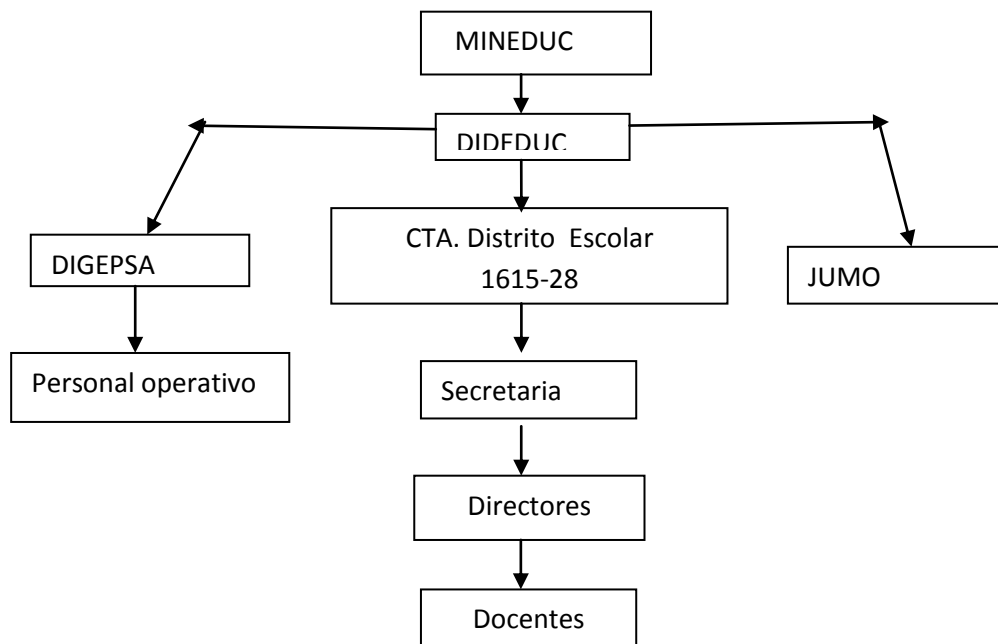 MINEDUC
DIDEDUC
CTA. Distrito Escolar
1615-28
DIGEPSA
JUMO
Personal operativo
Secretaria
Directores
Docentes